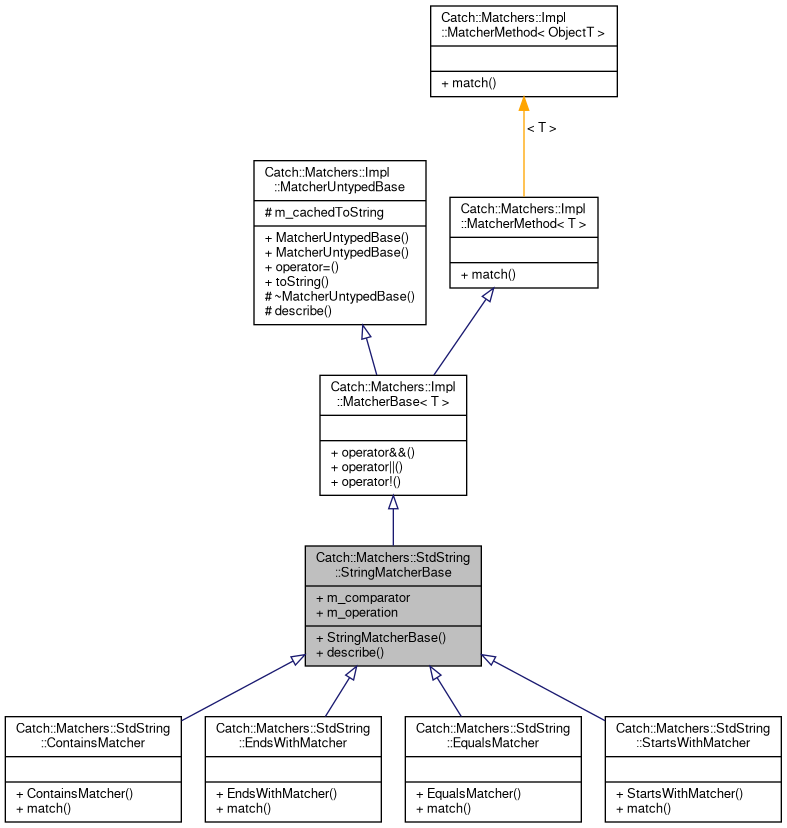 Catch::Matchers::Impl
::MatcherMethod< ObjectT >
+ match()
< T >
Catch::Matchers::Impl
::MatcherUntypedBase
# m_cachedToString
+ MatcherUntypedBase()
+ MatcherUntypedBase()
+ operator=()
+ toString()
# ~MatcherUntypedBase()
# describe()
Catch::Matchers::Impl
::MatcherMethod< T >
+ match()
Catch::Matchers::Impl
::MatcherBase< T >
+ operator&&()
+ operator||()
+ operator!()
Catch::Matchers::StdString
::StringMatcherBase
+ m_comparator
+ m_operation
+ StringMatcherBase()
+ describe()
Catch::Matchers::StdString
::ContainsMatcher
+ ContainsMatcher()
+ match()
Catch::Matchers::StdString
::EndsWithMatcher
+ EndsWithMatcher()
+ match()
Catch::Matchers::StdString
::EqualsMatcher
+ EqualsMatcher()
+ match()
Catch::Matchers::StdString
::StartsWithMatcher
+ StartsWithMatcher()
+ match()